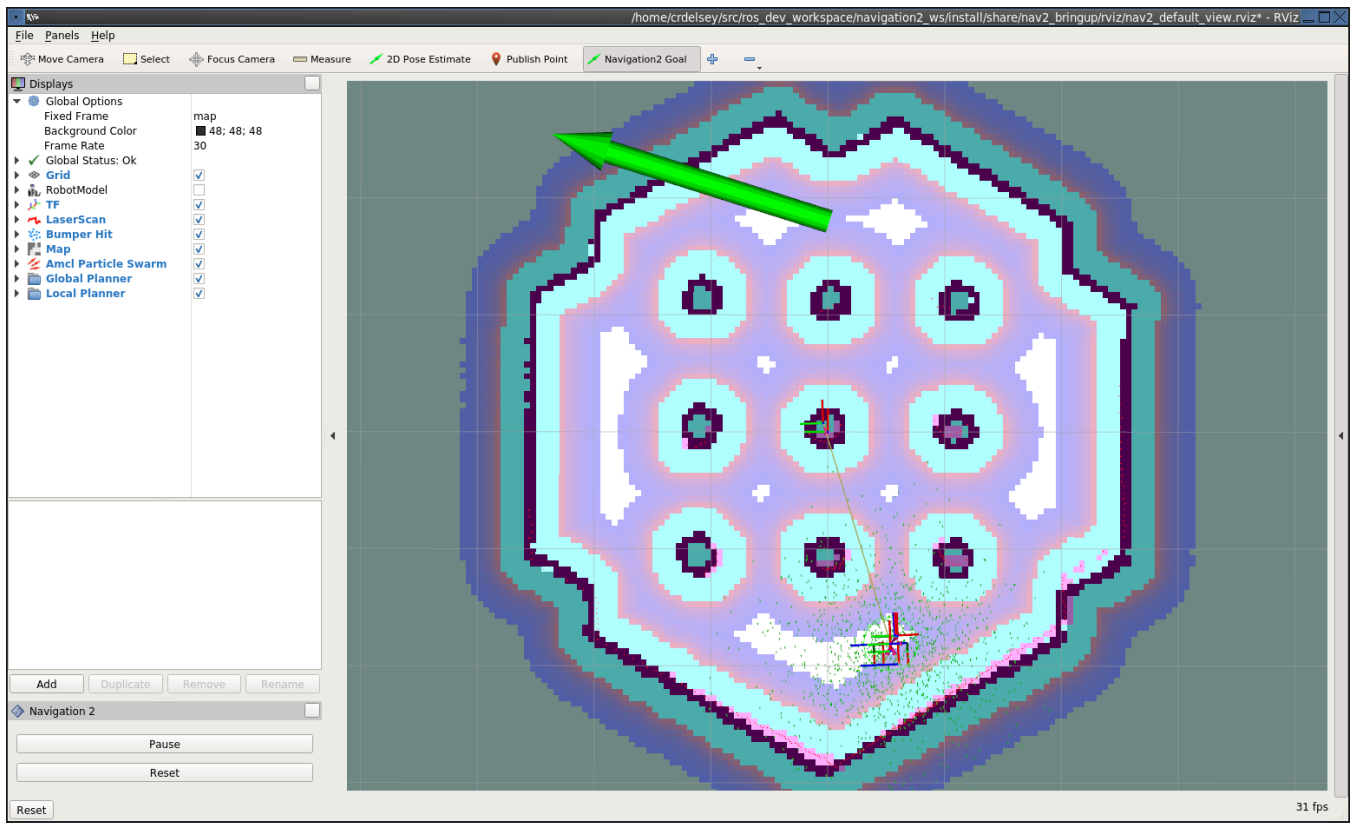 /home/crdelsey/src/ros_dev_workspace/navigation2_ws/install/share/nav2_bringup/rviz/nav2_default_view.rviz* - RViz
File Panels Help
Move Camera Select Focus Camera Measure 2D Pose Estimate Publish Point Navigation2 Goal
Displays
Global Options
Fixed Frame map
Background Color 48; 48; 48
Frame Rate 30
Global Status: Ok
Grid
RobotModel
TF
LaserScan
Bumper Hit
Map
Amcl Particle Swarm
Global Planner
Local Planner
Add Duplicate Remove Rename
Navigation 2
Pause
Reset
Reset 31 fps